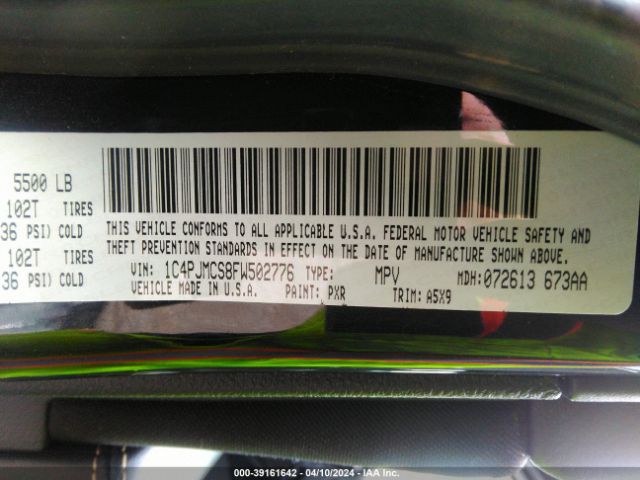 5500 LB
102T TIRES
36 PSI) COLD
102T TIRES
36 PSI) COLD
THIS VEHICLE CONFORMS TO ALL APPLICABLE U.S.A. FEDERAL MOTOR VEHICLE SAFETY AND
THEFT PREVENTION STANDARDS IN EFFECT ON THE DATE OF MANUFACTURE SHOWN ABOVE.
VIN: 1C4PJMCS8FW502776 TYPE: MPV MDH:072613 673AA
VEHICLE MADE IN U.S.A. PAINT: PXR TRIM: A5X9
000-39161642 - 04/10/2024 - IAA Inc.